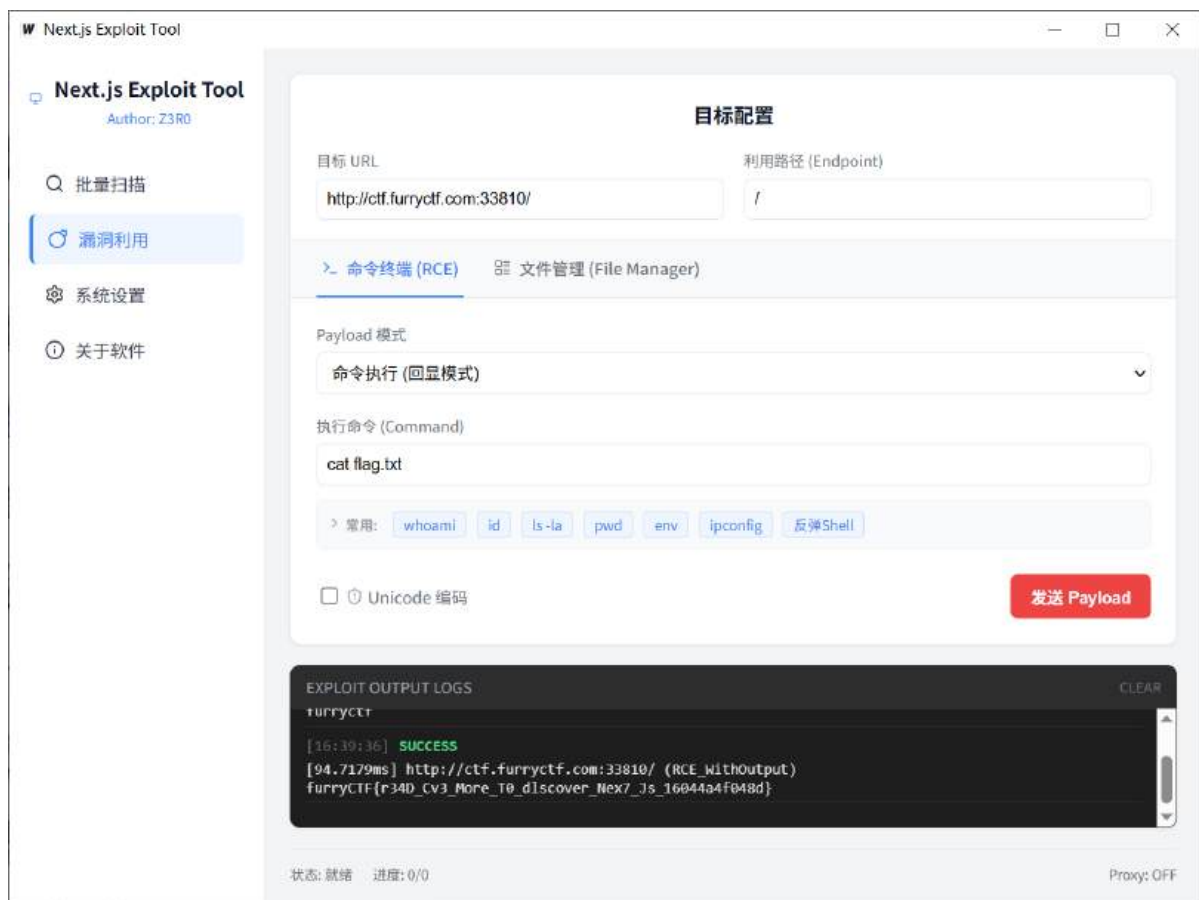 Next.js Exploit Tool
Next.js Exploit Tool
Author: Z3R0
批量扫描
漏洞利用
系统设置
关于软件
目标配置
目标 URL
利用路径 (Endpoint)
http://ctf.furryctf.com:33810/
/
命令终端 (RCE)
文件管理 (File Manager)
Payload 模式
命令执行 (回显模式)
执行命令 (Command)
cat flag.txt
常用: whoami id ls -la pwd env ipconfig 反弹Shell
Unicode 编码
发送 Payload
EXPLOIT OUTPUT LOGS
CLEAR
furryctf
[16:39:36] SUCCESS
[94.7179ms] http://ctf.furryctf.com:33810/ (RCE_WithOutput)
furryCTF{r34D_Cv3_More_T0_d1scover_Nex7_Js_16044a4f048d}
状态: 就绪 进度: 0/0
Proxy: OFF